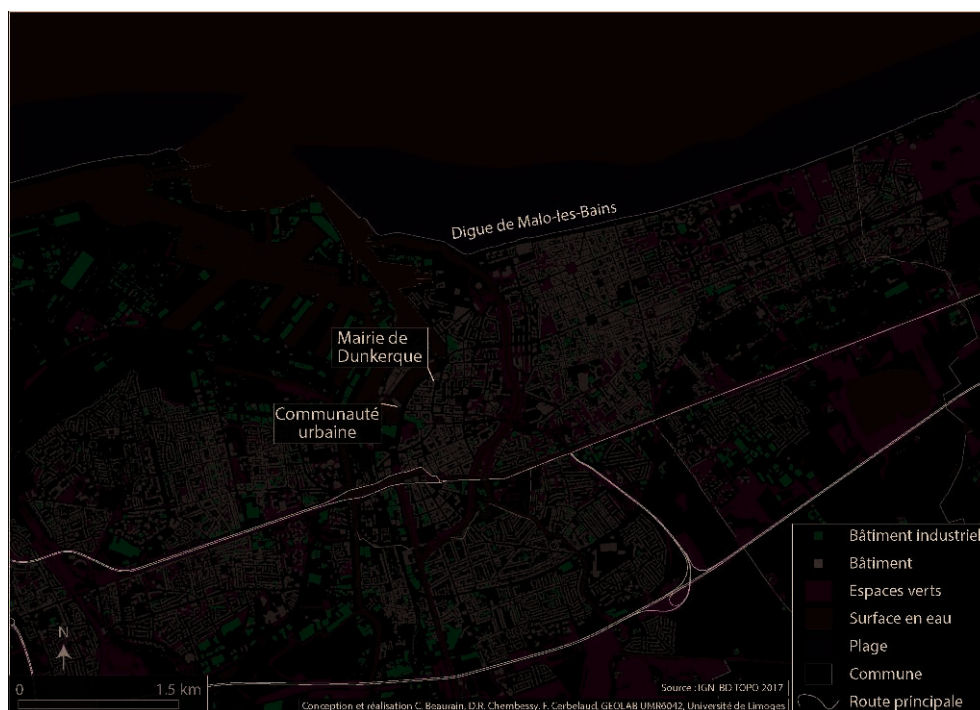 Digue de Malo-les-Bains
Mairie de
Dunkerque
Communauté
urbaine
Bâtiment industriel
Bâtiment
Espaces verts
Surface en eau
Plage
Commune
Route principale
N
0 1.5 km
Source : IGN BD TOPO 2017
Conception et réalisation C. Beaurain, D.R. Chembessy, F. Cerbelaud, GEOLAB UMR6042, Université de Limoges